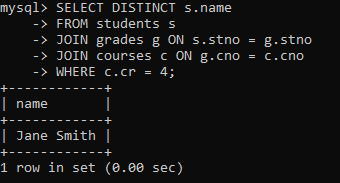 mysql> SELECT DISTINCT s.name
    -> FROM students s
    -> JOIN grades g ON s.stno = g.stno
    -> JOIN courses c ON g.cno = c.cno
    -> WHERE c.cr = 4;
+------------+
| name       |
+------------+
| Jane Smith |
+------------+
1 row in set (0.00 sec)